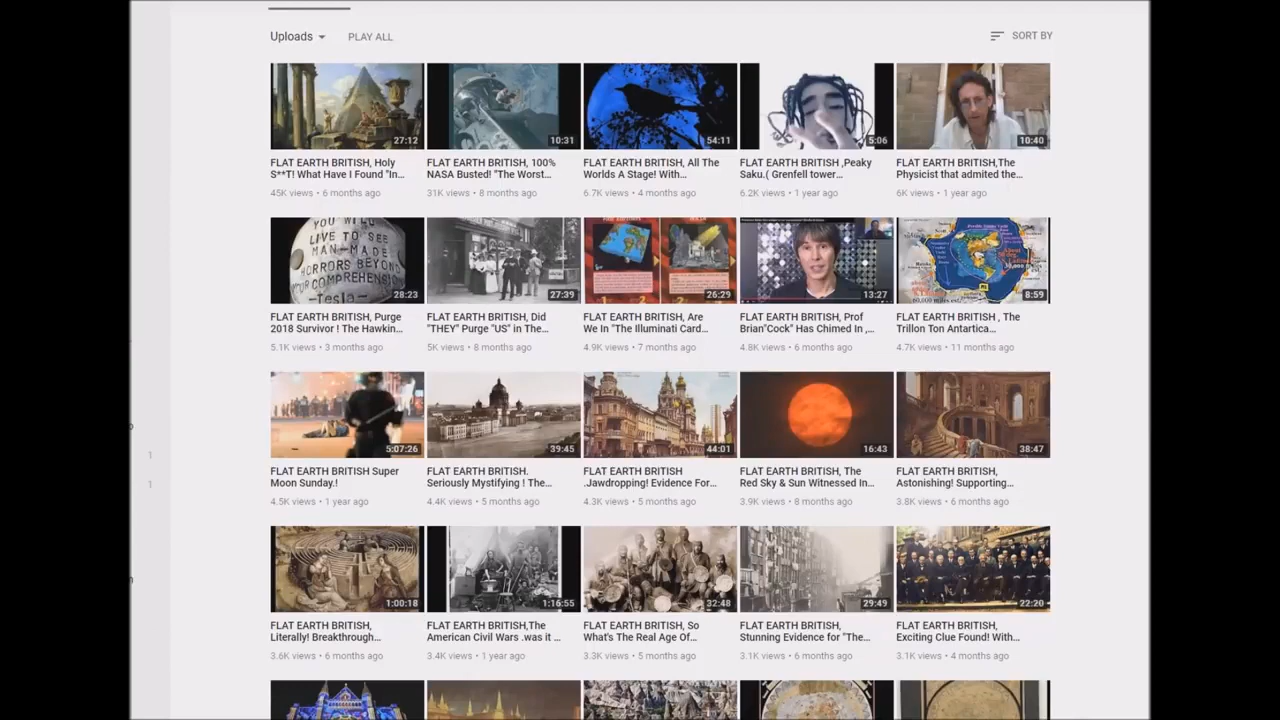 Uploads PLAY ALL SORT BY
27:12 10:31 54:11 5:06 10:40
FLAT EARTH BRITISH, Holy
S**T! What Have I Found "In...
45K views • 6 months ago
FLAT EARTH BRITISH, 100%
NASA Busted! "The Worst...
31K views • 8 months ago
FLAT EARTH BRITISH, All The
Worlds A Stage! With...
6.7K views • 4 months ago
FLAT EARTH BRITISH ,Peaky
Saku.( Grenfell tower...
6.2K views • 1 year ago
FLAT EARTH BRITISH,The
Physicist that admited the...
6K views • 1 year ago
YOU WILL
LIVE TO SEE
MAN-MADE
HORRORS BEYOND
YOUR COMPREHENSION
-Tesla-
28:23 27:39 26:29 13:27 8:59
FLAT EARTH BRITISH, Purge
2018 Survivor ! The Hawkin...
5.1K views • 3 months ago
FLAT EARTH BRITISH, Did
"THEY" Purge "US" in The...
5K views • 8 months ago
FLAT EARTH BRITISH, Are
We In "The Illuminati Card...
4.9K views • 7 months ago
FLAT EARTH BRITISH, Prof
Brian"Cock" Has Chimed In ,...
4.8K views • 6 months ago
FLAT EARTH BRITISH , The
Trillon Ton Antartica...
4.7K views • 11 months ago
5:07:26 39:45 44:01 16:43 38:47
FLAT EARTH BRITISH Super
Moon Sunday.!
4.5K views • 1 year ago
FLAT EARTH BRITISH.
Seriously Mystifying ! The...
4.4K views • 5 months ago
FLAT EARTH BRITISH
.Jawdropping! Evidence For...
4.3K views • 5 months ago
FLAT EARTH BRITISH, The
Red Sky & Sun Witnessed In...
3.9K views • 8 months ago
FLAT EARTH BRITISH,
Astonishing! Supporting...
3.8K views • 6 months ago
1
1
1:00:18 1:16:55 32:48 29:49 22:20
FLAT EARTH BRITISH,
Literally! Breakthrough...
3.6K views • 6 months ago
FLAT EARTH BRITISH,The
American Civil Wars .was it ...
3.4K views • 1 year ago
FLAT EARTH BRITISH, So
What's The Real Age Of...
3.3K views • 5 months ago
FLAT EARTH BRITISH,
Stunning Evidence for "The...
3.1K views • 6 months ago
FLAT EARTH BRITISH,
Exciting Clue Found! With...
3.1K views • 4 months ago